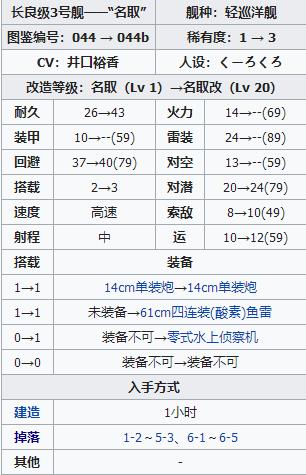 长良级3号舰——“名取” 舰种：轻巡洋舰
图鉴编号：044 → 044b 稀有度：1 → 3
CV：井口裕香 人设：くーろくろ
改造等级：名取（Lv 1）→名取改（Lv 20）
耐久 26→43 火力 14→--(69)
装甲 10→--(59) 雷装 24→--(89)
回避 37→40(79) 对空 13→--(59)
搭载 2→3 对潜 20→24(79)
速度 高速 索敌 8→10(49)
射程 中 运 10→12(59)
搭载 装备
1→1 14cm单装炮→14cm单装炮
1→1 未装备→61cm四连装(酸素)鱼雷
0→1 装备不可→零式水上侦察机
0→0 装备不可→装备不可
入手方式
建造 1小时
掉落 1-2～5-3、6-1～6-5
其他 -